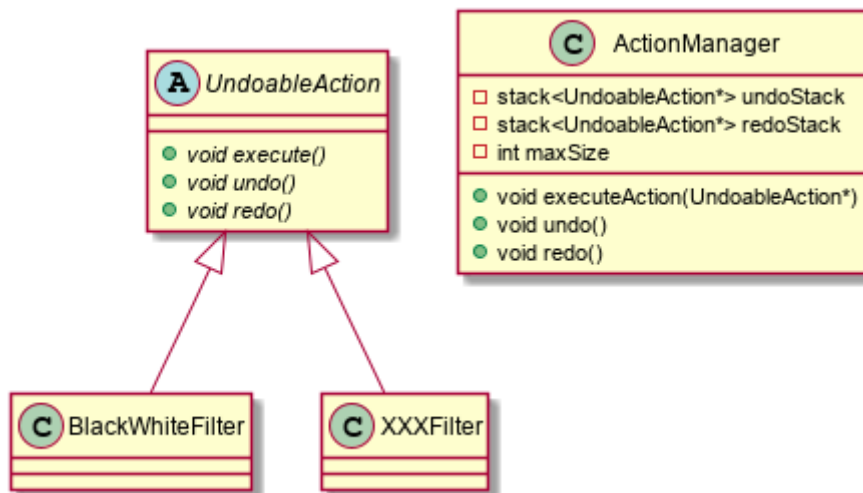 A UndoableAction
void execute()
void undo()
void redo()
C ActionManager
stack<UndoableAction*> undoStack
stack<UndoableAction*> redoStack
int maxSize
void executeAction(UndoableAction*)
void undo()
void redo()
C BlackWhiteFilter
C XXXFilter